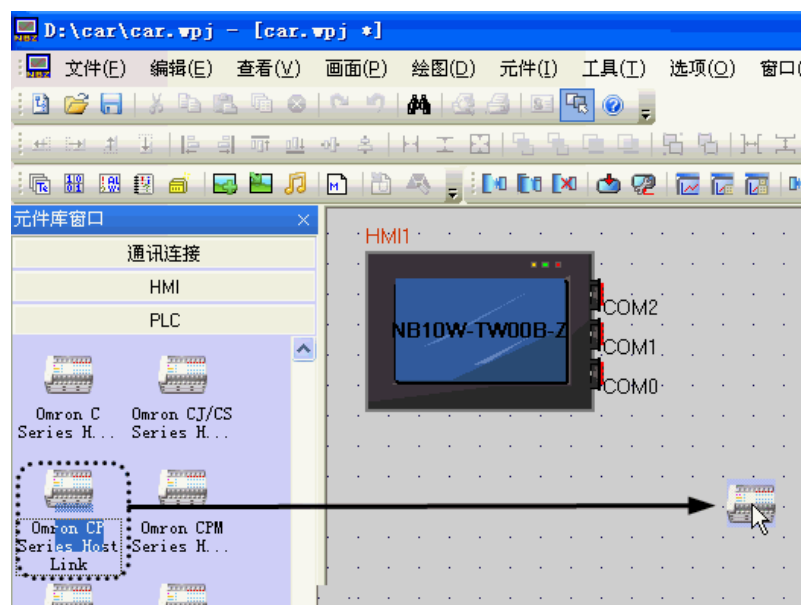 D:\car\car.wpj - [car.wpj *]
文件(F) 编辑(E) 查看(V) 画面(P) 绘图(D) 元件(I) 工具(T) 选项(O) 窗口(
元件库窗口
通讯连接
HMI
PLC
Omron C Series H...
Omron CJ/CS Series H...
Omron CP Series Host Link
Omron CPM Series H...
HMI1
NB10W-TW00B-Z
COM2
COM1
COM0